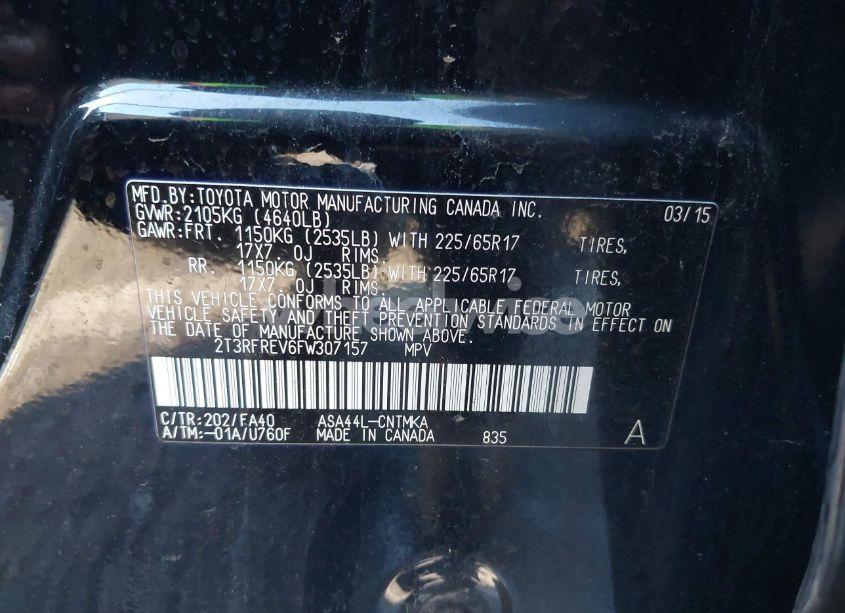 MFD.BY:TOYOTA MOTOR MANUFACTURING CANADA INC. 03/15
GVWR:2105KG (4640LB)
GAWR:FRT. 1150KG (2535LB) WITH 225/65R17 TIRES,
17X7.0J RIMS.
RR. 1150KG (2535LB) WITH 225/65R17 TIRES,
17X7.0J RIMS.
THIS VEHICLE CONFORMS TO ALL APPLICABLE FEDERAL MOTOR
VEHICLE SAFETY AND THEFT PREVENTION STANDARDS IN EFFECT ON
THE DATE OF MANUFACTURE SHOWN ABOVE.
2T3RFREV6FW307157 MPV
C/TR:202/FA40 ASA44L-CNTMKA
A/TM:-01A/U760F MADE IN CANADA 835 A